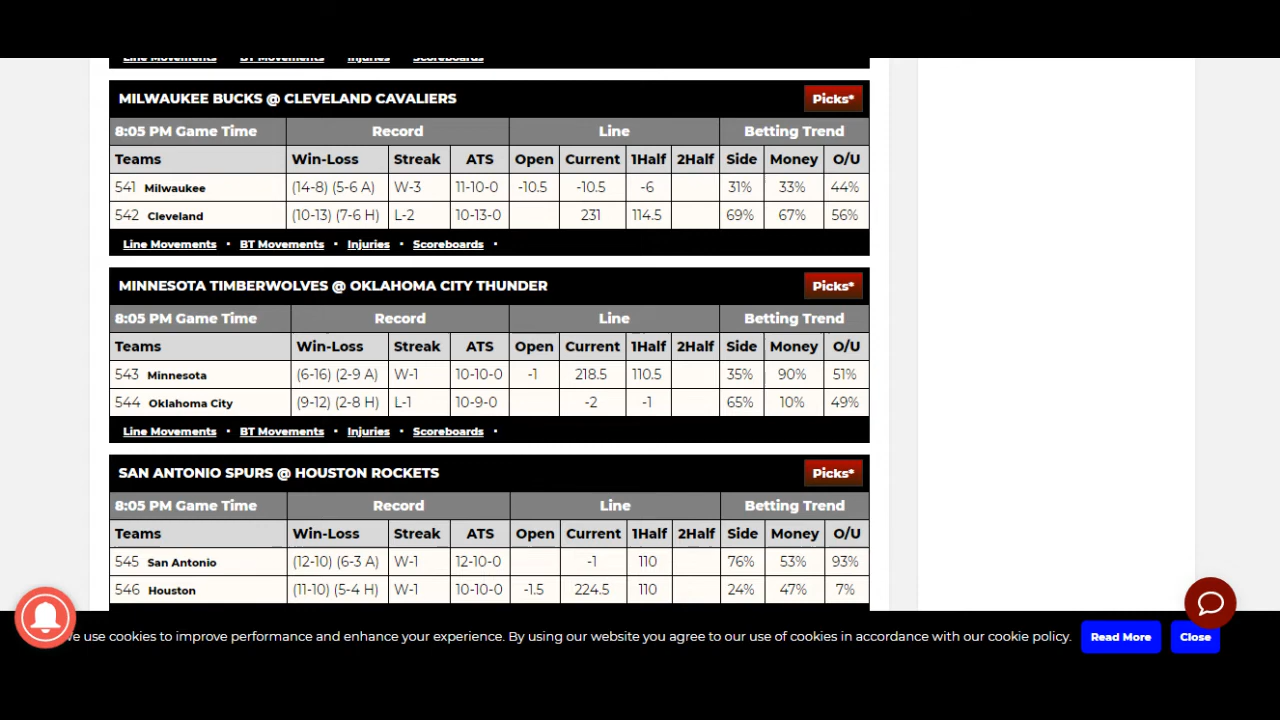 Line Movements BT Movements Injuries Scoreboards
MILWAUKEE BUCKS @ CLEVELAND CAVALIERS Picks*
8:05 PM Game Time Record Line Betting Trend
Teams Win-Loss Streak ATS Open Current 1Half 2Half Side Money O/U
541 Milwaukee (14-8) (5-6 A) W-3 11-10-0 -10.5 -10.5 -6 31% 33% 44%
542 Cleveland (10-13) (7-6 H) L-2 10-13-0 231 114.5 69% 67% 56%
Line Movements • BT Movements • Injuries • Scoreboards •
MINNESOTA TIMBERWOLVES @ OKLAHOMA CITY THUNDER Picks*
8:05 PM Game Time Record Line Betting Trend
Teams Win-Loss Streak ATS Open Current 1Half 2Half Side Money O/U
543 Minnesota (6-16) (2-9 A) W-1 10-10-0 -1 218.5 110.5 35% 90% 51%
544 Oklahoma City (9-12) (2-8 H) L-1 10-9-0 -2 -1 65% 10% 49%
Line Movements • BT Movements • Injuries • Scoreboards •
SAN ANTONIO SPURS @ HOUSTON ROCKETS Picks*
8:05 PM Game Time Record Line Betting Trend
Teams Win-Loss Streak ATS Open Current 1Half 2Half Side Money O/U
545 San Antonio (12-10) (6-3 A) W-1 12-10-0 -1 110 76% 53% 93%
546 Houston (11-10) (5-4 H) W-1 10-10-0 -1.5 224.5 110 24% 47% 7%
e use cookies to improve performance and enhance your experience. By using our website you agree to our use of cookies in accordance with our cookie policy. Read More Close